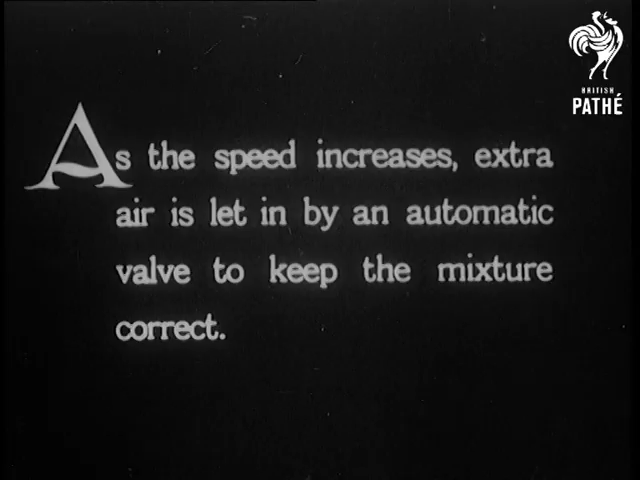 BRITISH
PATHÉ
As the speed increases, extra
air is let in by an automatic
valve to keep the mixture
correct.